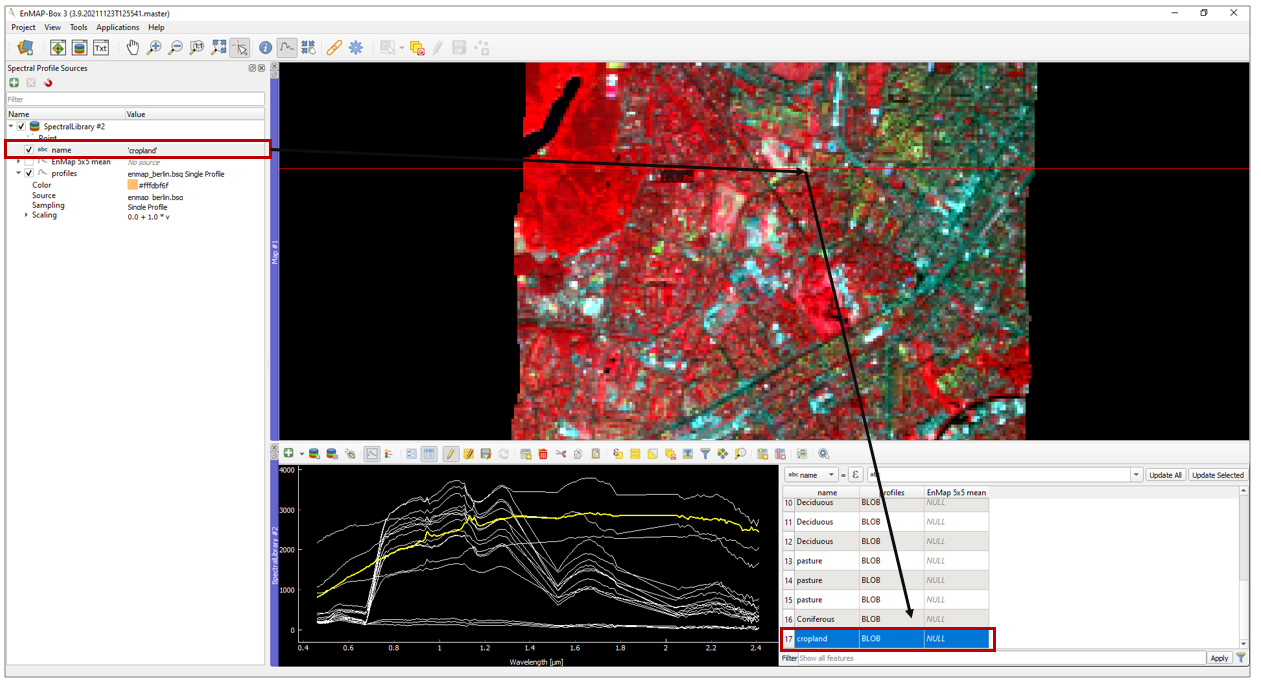 EnMAP-Box 3 (3.9.20211123T125541.master)
Project View Tools Applications Help
Txt
Spectral Profile Sources
Filter
Name Value
SpectralLibrary #2
Point
abc name 'cropland'
EnMap 5x5 mean No source
profiles enmap_berlin.bsq Single Profile
Color #fffdbf6f
Source enmap_berlin.bsq
Sampling Single Profile
Scaling 0.0 + 1.0 * v
Map #1
SpectralLibrary #2
4000
3000
2000
1000
0
0.4 0.6 0.8 1 1.2 1.4 1.6 1.8 2 2.2 2.4
Wavelength [µm]
abc name = ε abc Update All Update Selected
name profiles EnMap 5x5 mean
10 Deciduous BLOB NULL
11 Deciduous BLOB NULL
12 Deciduous BLOB NULL
13 pasture BLOB NULL
14 pasture BLOB NULL
15 pasture BLOB NULL
16 Coniferous BLOB NULL
17 cropland BLOB NULL
Filter Show all features Apply